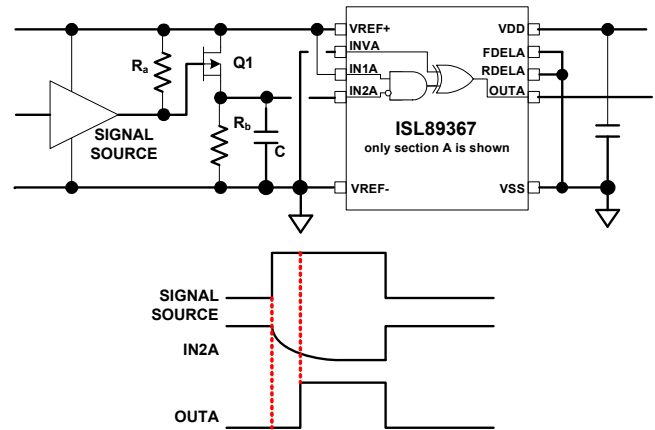 VREF+
VDD
INVA
FDELA
Ra
Q1
IN1A
RDELA
IN2A
OUTA
SIGNAL
SOURCE
Rb
C
ISL89367
only section A is shown
VREF-
VSS
SIGNAL
SOURCE
IN2A
OUTA